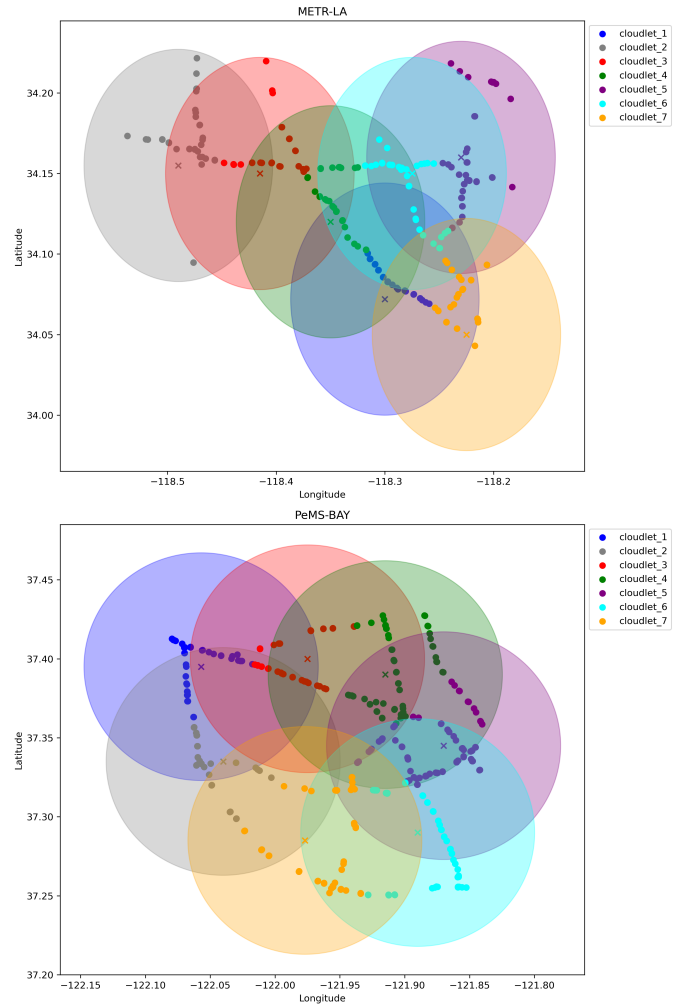 METR-LA
cloudlet_1
cloudlet_2
cloudlet_3
cloudlet_4
cloudlet_5
cloudlet_6
cloudlet_7
34.20
34.15
34.10
34.05
34.00
Latitude
−118.5
−118.4
−118.3
−118.2
Longitude
PeMS-BAY
cloudlet_1
cloudlet_2
cloudlet_3
cloudlet_4
cloudlet_5
cloudlet_6
cloudlet_7
37.45
37.40
37.35
37.30
37.25
37.20
Latitude
−122.15
−122.10
−122.05
−122.00
−121.95
−121.90
−121.85
−121.80
Longitude